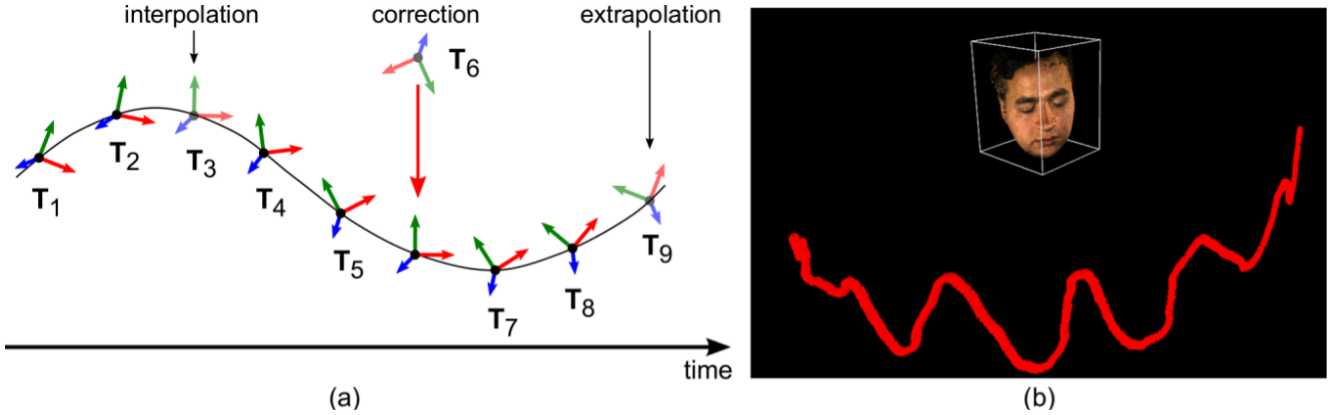 interpolation correction extrapolation
T6
T1 T2 T3 T4 T5 T7 T8 T9
time
(a) (b)